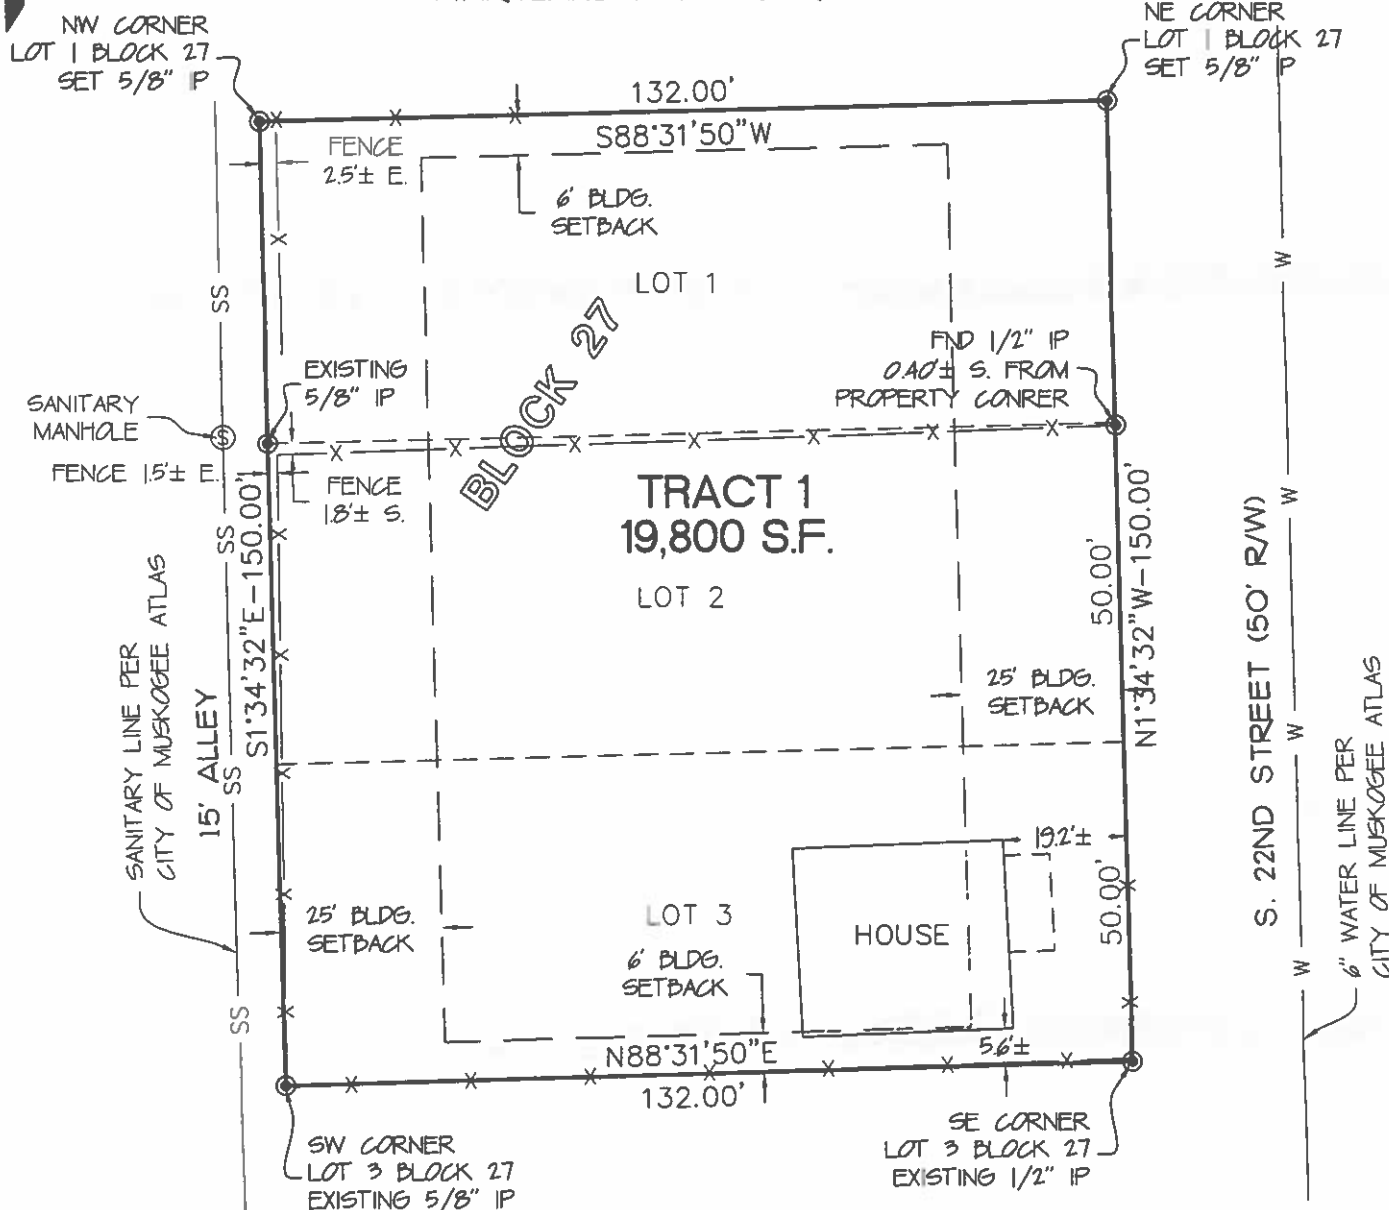 NW CORNER
LOT 1 BLOCK 27
SET 5/8" IP
NE CORNER
LOT 1 BLOCK 27
SET 5/8" IP
132.00'
S88°31'50"W
FENCE
2.5'± E.
6' BLDG.
SETBACK
LOT 1
BLOCK 27
EXISTING
5/8" IP
FND 1/2" IP
0.40'± S. FROM
PROPERTY CONRER
SANITARY
MANHOLE
S
FENCE 1.5'± E.
FENCE
1.8'± S.
TRACT 1
19,800 S.F.
LOT 2
S1°34'32"E-150.00'
N1°34'32"W-150.00'
50.00'
25' BLDG.
SETBACK
15' ALLEY
SANITARY LINE PER
CITY OF MUSKOGEE ATLAS
SS
SS
SS
SS
S. 22ND STREET (50' R/W)
6" WATER LINE PER
CITY OF MUSKOGEE ATLAS
W
W
W
W
19.2'±
50.00'
HOUSE
25' BLDG.
SETBACK
LOT 3
6' BLDG.
SETBACK
5.6'±
N88°31'50"E
132.00'
SW CORNER
LOT 3 BLOCK 27
EXISTING 5/8" IP
SE CORNER
LOT 3 BLOCK 27
EXISTING 1/2" IP